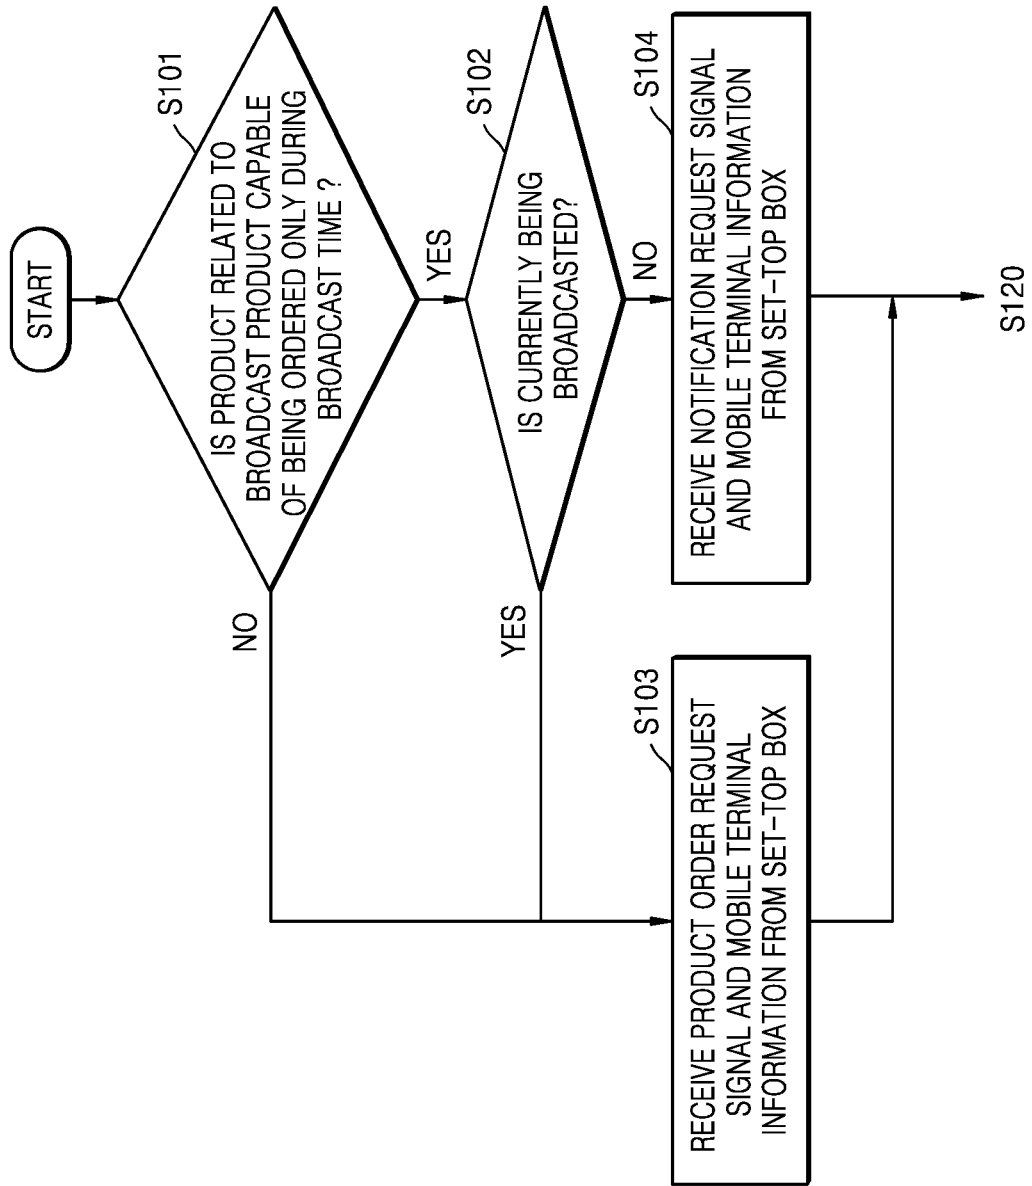 START
S101
IS PRODUCT RELATED TO
BROADCAST PRODUCT CAPABLE
OF BEING ORDERED ONLY DURING
BROADCAST TIME ?
NO
YES
S102
IS CURRENTLY BEING
BROADCASTED?
YES
NO
S103
RECEIVE PRODUCT ORDER REQUEST
SIGNAL AND MOBILE TERMINAL
INFORMATION FROM SET-TOP BOX
S104
RECEIVE NOTIFICATION REQUEST SIGNAL
AND MOBILE TERMINAL INFORMATION
FROM SET-TOP BOX
S120